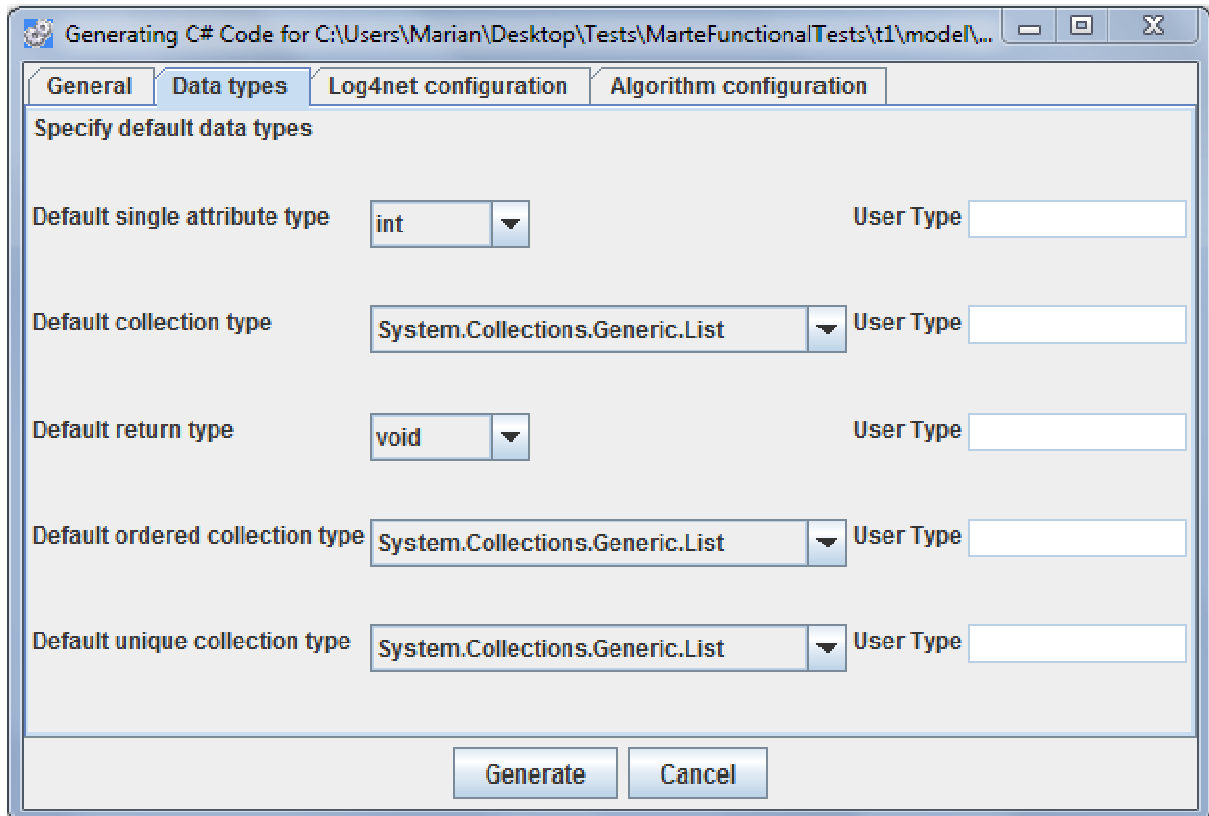 Generating C# Code for C:\Users\Marian\Desktop\Tests\MarteFunctionalTests\t1\model\...
General Data types Log4net configuration Algorithm configuration
Specify default data types
Default single attribute type int User Type
Default collection type System.Collections.Generic.List User Type
Default return type void User Type
Default ordered collection type System.Collections.Generic.List User Type
Default unique collection type System.Collections.Generic.List User Type
Generate Cancel